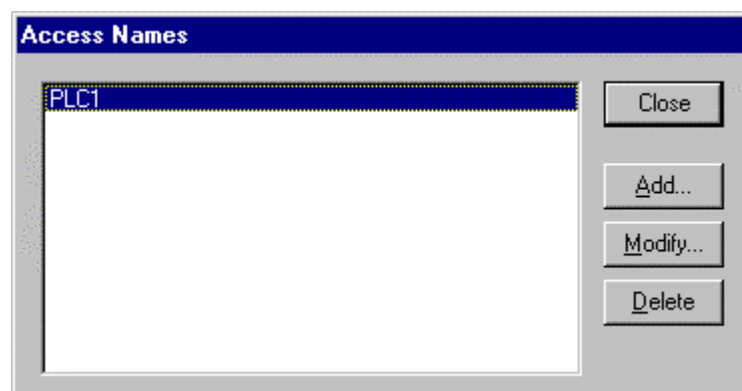 Access Names
PLC1
Close
Add...
Modify...
Delete